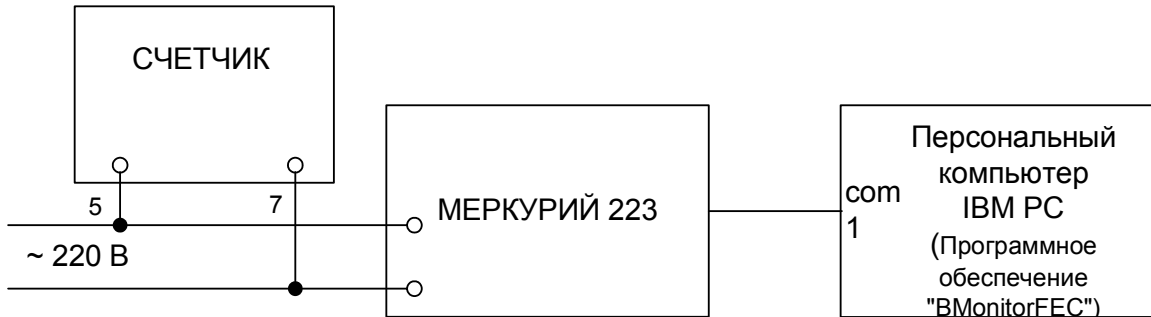 СЧЕТЧИК
5
7
~ 220 В
МЕРКУРИЙ 223
com
1
Персональный
компьютер
IBM PC
(Программное
обеспечение
"BMonitorFEC")